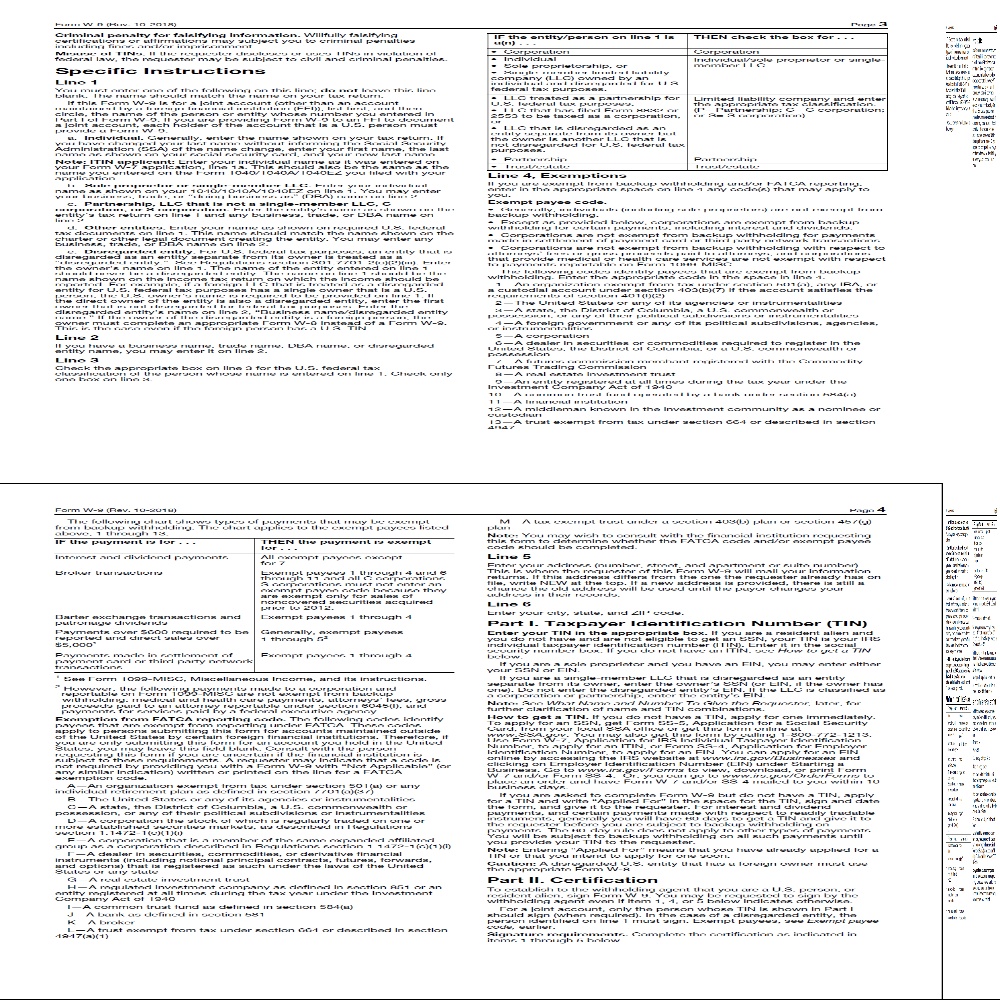 Form W-9 (Rev. 10-2018)
Page 3
Criminal penalty for falsifying information. Willfully falsifying
certifications or affirmations may subject you to criminal penalties
including fines and/or imprisonment.
Misuse of TINs. If the requester discloses or uses TINs in violation of
federal law, the requester may be subject to civil and criminal penalties.
Specific Instructions
Line 1
You must enter one of the following on this line; do not leave this line
blank. The name should match the name on your tax return.
If this Form W-9 is for a joint account (other than an account
maintained by a foreign financial institution (FFI)), list first, and then
circle, the name of the person or entity whose number you entered in
Part I of Form W-9. If you are providing Form W-9 to an FFI to document
a joint account, each holder of the account that is a U.S. person must
provide a Form W-9.
a. Individual. Generally, enter the name shown on your tax return. If
you have changed your last name without informing the Social Security
Administration (SSA) of the name change, enter your first name, the last
name as shown on your social security card, and your new last name.
Note: ITIN applicant: Enter your individual name as it was entered on
your Form W-7 application, line 1a. This should also be the same as the
name you entered on the Form 1040/1040A/1040EZ you filed with your
application.
b. Sole proprietor or single-member LLC. Enter your individual
name as shown on your 1040/1040A/1040EZ on line 1. You may enter
your business, trade, or "doing business as" (DBA) name on line 2.
c. Partnership, LLC that is not a single-member LLC, C
corporation, or S corporation. Enter the entity's name as shown on the
entity's tax return on line 1 and any business, trade, or DBA name on
line 2.
d. Other entities. Enter your name as shown on required U.S. federal
tax documents on line 1. This name should match the name shown on the
charter or other legal document creating the entity. You may enter any
business, trade, or DBA name on line 2.
e. Disregarded entity. For U.S. federal tax purposes, an entity that is
disregarded as an entity separate from its owner is treated as a
"disregarded entity." See Regulations section 301.7701-2(c)(2)(iii). Enter
the owner's name on line 1. The name of the entity entered on line 1
should never be a disregarded entity. The name on line 1 should be the
name shown on the income tax return on which the income should be
reported. For example, if a foreign LLC that is treated as a disregarded
entity for U.S. federal tax purposes has a single owner that is a U.S.
person, the U.S. owner's name is required to be provided on line 1. If
the direct owner of the entity is also a disregarded entity, enter the first
owner that is not disregarded for federal tax purposes. Enter the
disregarded entity's name on line 2, "Business name/disregarded entity
name." If the owner of the disregarded entity is a foreign person, the
owner must complete an appropriate Form W-8 instead of a Form W-9.
This is the case even if the foreign person has a U.S. TIN.
Line 2
If you have a business name, trade name, DBA name, or disregarded
entity name, you may enter it on line 2.
Line 3
Check the appropriate box on line 3 for the U.S. federal tax
classification of the person whose name is entered on line 1. Check only
one box on line 3.
IF the entity/person on line 1 is
a(n) . . .
THEN check the box for . . .
• Corporation
Corporation
• Individual
• Sole proprietorship, or
• Single-member limited liability
company (LLC) owned by an
individual and disregarded for U.S.
federal tax purposes.
Individual/sole proprietor or single-
member LLC
• LLC treated as a partnership for
U.S. federal tax purposes,
• LLC that has filed Form 8832 or
2553 to be taxed as a corporation,
or
• LLC that is disregarded as an
entity separate from its owner but
the owner is another LLC that is
not disregarded for U.S. federal tax
purposes.
Limited liability company and enter
the appropriate tax classification.
(P= Partnership; C= C corporation;
or S= S corporation)
• Partnership
Partnership
• Trust/estate
Trust/estate
Line 4, Exemptions
If you are exempt from backup withholding and/or FATCA reporting,
enter in the appropriate space on line 4 any code(s) that may apply to
you.
Exempt payee code.
• Generally, individuals (including sole proprietors) are not exempt from
backup withholding.
• Except as provided below, corporations are exempt from backup
withholding for certain payments, including interest and dividends.
• Corporations are not exempt from backup withholding for payments
made in settlement of payment card or third party network transactions.
• Corporations are not exempt from backup withholding with respect to
attorneys' fees or gross proceeds paid to attorneys, and corporations
that provide medical or health care services are not exempt with respect
to payments reportable on Form 1099-MISC.
The following codes identify payees that are exempt from backup
withholding. Enter the appropriate code in the space in line 4.
1—An organization exempt from tax under section 501(a), any IRA, or
a custodial account under section 403(b)(7) if the account satisfies the
requirements of section 401(f)(2)
2—The United States or any of its agencies or instrumentalities
3—A state, the District of Columbia, a U.S. commonwealth or
possession, or any of their political subdivisions or instrumentalities
4—A foreign government or any of its political subdivisions, agencies,
or instrumentalities
5—A corporation
6—A dealer in securities or commodities required to register in the
United States, the District of Columbia, or a U.S. commonwealth or
possession
7—A futures commission merchant registered with the Commodity
Futures Trading Commission
8—A real estate investment trust
9—An entity registered at all times during the tax year under the
Investment Company Act of 1940
10—A common trust fund operated by a bank under section 584(a)
11—A financial institution
12—A middleman known in the investment community as a nominee or
custodian
13—A trust exempt from tax under section 664 or described in section
4947
Form W-9 (Rev. 10-2018)
Page 4
The following chart shows types of payments that may be exempt
from backup withholding. The chart applies to the exempt payees listed
above, 1 through 13.
IF the payment is for . . .
THEN the payment is exempt
for . . .
Interest and dividend payments
All exempt payees except
for 7
Broker transactions
Exempt payees 1 through 4 and 6
through 11 and all C corporations.
S corporations must not enter an
exempt payee code because they
are exempt only for sales of
noncovered securities acquired
prior to 2012.
Barter exchange transactions and
patronage dividends
Exempt payees 1 through 4
Payments over $600 required to be
reported and direct sales over
$5,000¹
Generally, exempt payees
1 through 5²
Payments made in settlement of
payment card or third party network
transactions
Exempt payees 1 through 4
¹ See Form 1099-MISC, Miscellaneous Income, and its instructions.
² However, the following payments made to a corporation and
reportable on Form 1099-MISC are not exempt from backup
withholding: medical and health care payments, attorneys' fees, gross
proceeds paid to an attorney reportable under section 6045(f), and
payments for services paid by a federal executive agency.
Exemption from FATCA reporting code. The following codes identify
payees that are exempt from reporting under FATCA. These codes
apply to persons submitting this form for accounts maintained outside
of the United States by certain foreign financial institutions. Therefore, if
you are only submitting this form for an account you hold in the United
States, you may leave this field blank. Consult with the person
requesting this form if you are uncertain if the financial institution is
subject to these requirements. A requester may indicate that a code is
not required by providing you with a Form W-9 with "Not Applicable" (or
any similar indication) written or printed on the line for a FATCA
exemption code.
A—An organization exempt from tax under section 501(a) or any
individual retirement plan as defined in section 7701(a)(37)
B—The United States or any of its agencies or instrumentalities
C—A state, the District of Columbia, a U.S. commonwealth or
possession, or any of their political subdivisions or instrumentalities
D—A corporation the stock of which is regularly traded on one or
more established securities markets, as described in Regulations
section 1.1472-1(c)(1)(i)
E—A corporation that is a member of the same expanded affiliated
group as a corporation described in Regulations section 1.1472-1(c)(1)(i)
F—A dealer in securities, commodities, or derivative financial
instruments (including notional principal contracts, futures, forwards,
and options) that is registered as such under the laws of the United
States or any state
G—A real estate investment trust
H—A regulated investment company as defined in section 851 or an
entity registered at all times during the tax year under the Investment
Company Act of 1940
I—A common trust fund as defined in section 584(a)
J—A bank as defined in section 581
K—A broker
L—A trust exempt from tax under section 664 or described in section
4947(a)(1)
M—A tax exempt trust under a section 403(b) plan or section 457(g)
plan
Note: You may wish to consult with the financial institution requesting
this form to determine whether the FATCA code and/or exempt payee
code should be completed.
Line 5
Enter your address (number, street, and apartment or suite number).
This is where the requester of this Form W-9 will mail your information
returns. If this address differs from the one the requester already has on
file, write NEW at the top. If a new address is provided, there is still a
chance the old address will be used until the payor changes your
address in their records.
Line 6
Enter your city, state, and ZIP code.
Part I. Taxpayer Identification Number (TIN)
Enter your TIN in the appropriate box. If you are a resident alien and
you do not have and are not eligible to get an SSN, your TIN is your IRS
individual taxpayer identification number (ITIN). Enter it in the social
security number box. If you do not have an ITIN, see How to get a TIN
below.
If you are a sole proprietor and you have an EIN, you may enter either
your SSN or EIN.
If you are a single-member LLC that is disregarded as an entity
separate from its owner, enter the owner's SSN (or EIN, if the owner has
one). Do not enter the disregarded entity's EIN. If the LLC is classified as
a corporation or partnership, enter the entity's EIN.
Note: See What Name and Number To Give the Requester, later, for
further clarification of name and TIN combinations.
How to get a TIN. If you do not have a TIN, apply for one immediately.
To apply for an SSN, get Form SS-5, Application for a Social Security
Card, from your local SSA office or get this form online at
www.SSA.gov. You may also get this form by calling 1-800-772-1213.
Use Form W-7, Application for IRS Individual Taxpayer Identification
Number, to apply for an ITIN, or Form SS-4, Application for Employer
Identification Number, to apply for an EIN. You can apply for an EIN
online by accessing the IRS website at www.irs.gov/Businesses and
clicking on Employer Identification Number (EIN) under Starting a
Business. Go to www.irs.gov/Forms to view, download, or print Form
W-7 and/or Form SS-4. Or, you can go to www.irs.gov/OrderForms to
place an order and have Form W-7 and/or SS-4 mailed to you within 10
business days.
If you are asked to complete Form W-9 but do not have a TIN, apply
for a TIN and write "Applied For" in the space for the TIN, sign and date
the form, and give it to the requester. For interest and dividend
payments, and certain payments made with respect to readily tradable
instruments, generally you will have 60 days to get a TIN and give it to
the requester before you are subject to backup withholding on
payments. The 60-day rule does not apply to other types of payments.
You will be subject to backup withholding on all such payments until
you provide your TIN to the requester.
Note: Entering "Applied For" means that you have already applied for a
TIN or that you intend to apply for one soon.
Caution: A disregarded U.S. entity that has a foreign owner must use
the appropriate Form W-8.
Part II. Certification
To establish to the withholding agent that you are a U.S. person, or
resident alien, sign Form W-9. You may be requested to sign by the
withholding agent even if item 1, 4, or 5 below indicates otherwise.
For a joint account, only the person whose TIN is shown in Part I
should sign (when required). In the case of a disregarded entity, the
person identified on line 1 must sign. Exempt payees, see Exempt payee
code, earlier.
Signature requirements. Complete the certification as indicated in
items 1 through 5 below.